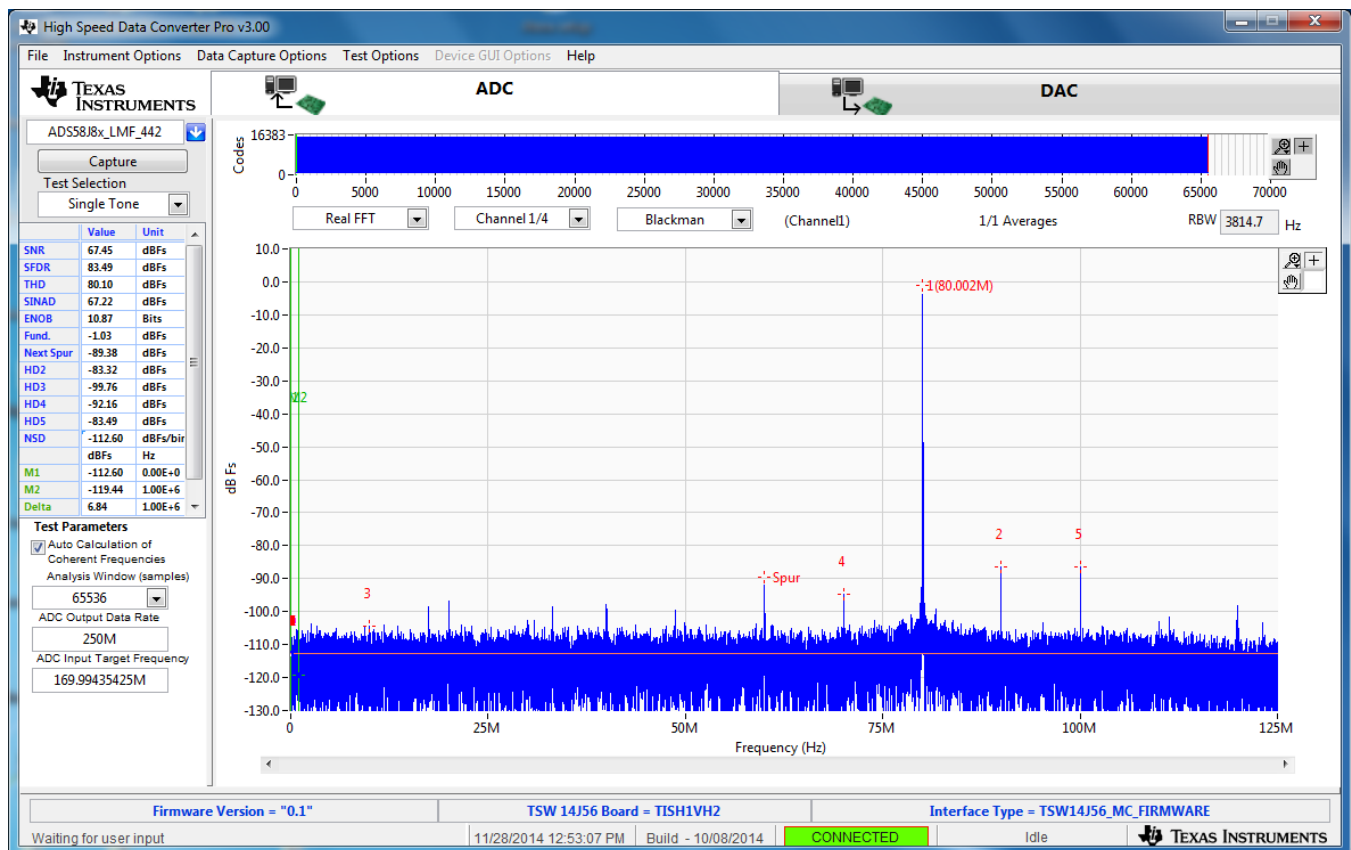 High Speed Data Converter Pro v3.00
File Instrument Options Data Capture Options Test Options Device GUI Options Help
TEXAS INSTRUMENTS
ADC
DAC
ADS58J8x_LMF_442
Capture
Test Selection
Single Tone
Value Unit
SNR 67.45 dBFs
SFDR 83.49 dBFs
THD 80.10 dBFs
SINAD 67.22 dBFs
ENOB 10.87 Bits
Fund. -1.03 dBFs
Next Spur -89.38 dBFs
HD2 -83.32 dBFs
HD3 -99.76 dBFs
HD4 -92.16 dBFs
HD5 -83.49 dBFs
NSD -112.60 dBFs/bin
dBFs Hz
M1 -112.60 0.00E+0
M2 -119.44 1.00E+6
Delta 6.84 1.00E+6
Test Parameters
Auto Calculation of
Coherent Frequencies
Analysis Window (samples)
65536
ADC Output Data
Rate
250M
ADC Input Target Frequency
169.99435425M
Codes
16383
0
0 5000 10000 15000 20000 25000 30000 35000 40000 45000 50000 55000 60000 65000 70000
Real FFT Channel 1/4 Blackman (Channel1) 1/1 Averages RBW 3814.7 Hz
dB Fs
10.0
0.0
-10.0
-20.0
-30.0
-40.0
-50.0
-60.0
-70.0
-80.0
-90.0
-100.0
-110.0
-120.0
-130.0
1(80.002M)
2
5
4
Spur
3
0 25M 50M 75M 100M 125M
Frequency (Hz)
Firmware Version = "0.1" TSW 14J56 Board = TISH1VH2 Interface Type = TSW14J56_MC_FIRMWARE
Waiting for user input 11/28/2014 12:53:07 PM Build - 10/08/2014 CONNECTED Idle TEXAS INSTRUMENTS